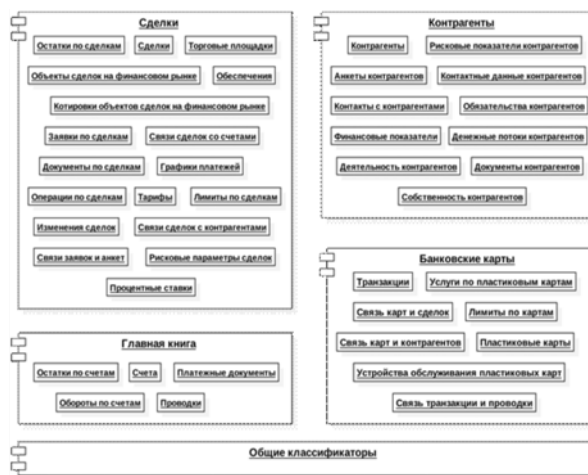 Сделки
Остатки по сделкам Сделки Торговые площадки
Объекты сделок на финансовом рынке Обеспечения
Котировки объектов сделок на финансовом рынке
Заявки по сделкам Связи сделок со счетами
Документы по сделкам Графики платежей
Операции по сделкам Тарифы Лимиты по сделкам
Изменения сделок Связи сделок с контрагентами
Связи заявок и анкет Рисковые параметры сделок
Процентные ставки
Главная книга
Остатки по счетам Счета Платежные документы
Обороты по счетам Проводки
Контрагенты
Контрагенты Рисковые показатели контрагентов
Анкеты контрагентов Контактные данные контрагентов
Контакты с контрагентами Обязательства контрагентов
Финансовые показатели Денежные потоки контрагентов
Деятельность контрагентов Документы контрагентов
Собственность контрагентов
Банковские карты
Транзакции Услуги по пластиковым картам
Связь карт и сделок Лимиты по картам
Связь карт и контрагентов Пластиковые карты
Устройства обслуживания пластиковых карт
Связь транзакции и проводки
Общие классификаторы